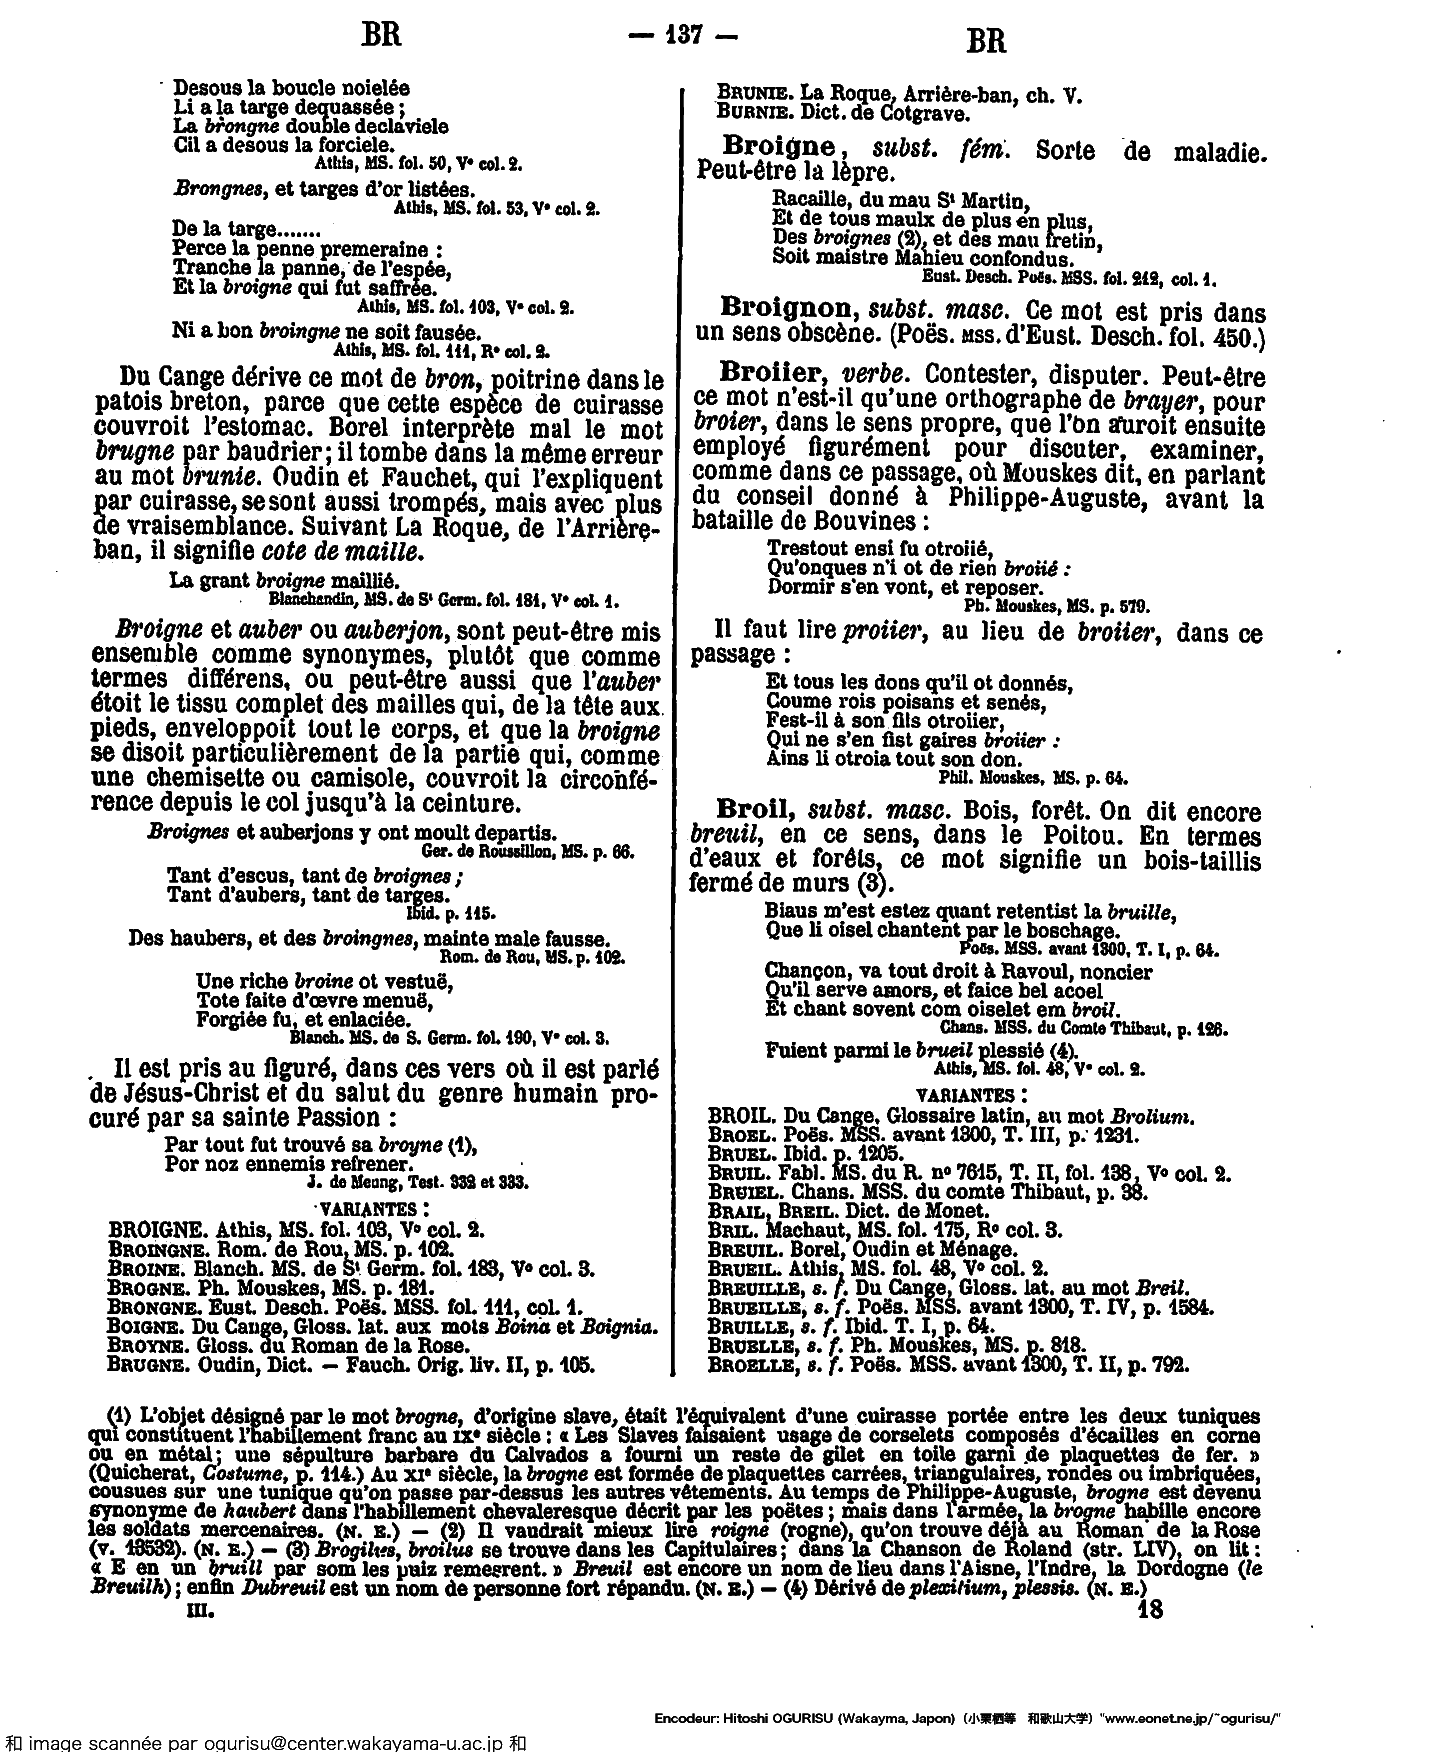 BR
— 137 —
BR
Desous la boucle noielée
Li a la targe dequassée ;
La brongne double declaviele
Cil a desous la forciele.
Athis, MS. fol. 50, Vº col. 2.
Brongnes, et targes d'or listées.
Athis, MS. fol. 53, Vº col. 2.
De la targe.......
Perce la penne premeraine :
Tranche la panne, de l'espée,
Et la broigne qui fut saffrée.
Athis, MS. fol. 103, Vº col. 2.
Ni a bon broingne ne soit fausée.
Athis, MS. fol. 111, Rº col. 2.
Du Cange dérive ce mot de bron, poitrine dans le
patois breton, parce que cette espèce de cuirasse
couvroit l'estomac. Borel interprète mal le mot
brugne par baudrier ; il tombe dans la même erreur
au mot brunie. Oudin et Fauchet, qui l'expliquent
par cuirasse, se sont aussi trompés, mais avec plus
de vraisemblance. Suivant La Roque, de l'Arrière-
ban, il signifie cote de maille.
La grant broigne maillié.
Blanchandin, MS. de Sᵗ Germ. fol. 181, Vº col. 1.
Broigne et auber ou auberjon, sont peut-être mis
ensemble comme synonymes, plutôt que comme
termes différens, ou peut-être aussi que l'auber
étoit le tissu complet des mailles qui, de la tête aux
pieds, enveloppoit tout le corps, et que la broigne
se disoit particulièrement de la partie qui, comme
une chemisette ou camisole, couvroit la circonfé-
rence depuis le col jusqu'à la ceinture.
Broignes et auberjons y ont moult departis.
Ger. de Roussillon, MS. p. 66.
Tant d'escus, tant de broignes ;
Tant d'aubers, tant de targes.
Ibid. p. 115.
Des haubers, et des broingnes, mainte male fausse.
Rom. de Rou, MS. p. 102.
Une riche broine ot vestuë,
Tote faite d'œvre menuë,
Forgiée fu, et enlaciée.
Blanch. MS. de S. Germ. fol. 190, Vº col. 3.
Il est pris au figuré, dans ces vers où il est parlé
de Jésus-Christ et du salut du genre humain pro-
curé par sa sainte Passion :
Par tout fut trouvé sa broyne (1),
Por noz ennemis refrener.
J. de Meung, Test. 332 et 333.
VARIANTES :
BROIGNE. Athis, MS. fol. 103, Vº col. 2.
BROINGNE. Rom. de Rou, MS. p. 102.
BROINE. Blanch. MS. de Sᵗ Germ. fol. 183, Vº col. 3.
BROGNE. Ph. Mouskes, MS. p. 181.
BRONGNE. Eust. Desch. Poës. MSS. fol. 111, col. 1.
BOIGNE. Du Cange, Gloss. lat. aux mots Boina et Boignia.
BROYNE. Gloss. du Roman de la Rose.
BRUGNE. Oudin, Dict. — Fauch. Orig. liv. II, p. 105.
BRUNIE. La Roque, Arrière-ban, ch. V.
BURNIE. Dict. de Cotgrave.
Broigne, subst. fém. Sorte de maladie.
Peut-être la lèpre.
Racaille, du mau Sᵗ Martin,
Et de tous maulx de plus en plus,
Des broignes (2), et des mau fretin,
Soit maistre Mahieu confondus.
Eust. Desch. Poës. MSS. fol. 212, col. 1.
Broignon, subst. masc. Ce mot est pris dans
un sens obscène. (Poës. MSS. d'Eust. Desch. fol. 450.)
Broiier, verbe. Contester, disputer. Peut-être
ce mot n'est-il qu'une orthographe de brayer, pour
broier, dans le sens propre, que l'on auroit ensuite
employé figurément pour discuter, examiner,
comme dans ce passage, où Mouskes dit, en parlant
du conseil donné à Philippe-Auguste, avant la
bataille de Bouvines :
Trestout ensi fu otroiié,
Qu'onques n'i ot de rien broiié :
Dormir s'en vont, et reposer.
Ph. Mouskes, MS. p. 579.
Il faut lire proiier, au lieu de broiier, dans ce
passage :
Et tous les dons qu'il ot donnés,
Coume rois poisans et senés,
Fest-il à son fils otroiier,
Qui ne s'en fist gaires broiier :
Ains li otroia tout son don.
Phil. Mouskes, MS. p. 64.
Broil, subst. masc. Bois, forêt. On dit encore
breuil, en ce sens, dans le Poitou. En termes
d'eaux et forêts, ce mot signifie un bois-taillis
fermé de murs (3).
Biaus m'est estez quant retentist la bruille,
Que li oisel chantent par le boschage.
Poës. MSS. avant 1300, T. I, p. 64.
Chançon, va tout droit à Ravoul, noncier
Qu'il serve amors, et faice bel acoel
Et chant sovent com oiselet em broil.
Chans. MSS. du Comte Thibaut, p. 126.
Fuient parmi le brueil plessié (4).
Athis, MS. fol. 48, Vº col. 2.
VARIANTES :
BROIL. Du Cange, Glossaire latin, au mot Brolium.
BROEL. Poës. MSS. avant 1300, T. III, p. 1231.
BRUEL. Ibid. p. 1205.
BRUIL. Fabl. MS. du R. nº 7615, T. II, fol. 138, Vº col. 2.
BRUIEL. Chans. MSS. du comte Thibaut, p. 38.
BRAIL, BREIL. Dict. de Monet.
BRIL. Machaut, MS. fol. 175, Rº col. 3.
BREUIL. Borel, Oudin et Ménage.
BRUEIL. Athis, MS. fol. 48, Vº col. 2.
BREUILLE, s. f. Du Cange, Gloss. lat. au mot Breil.
BRUEILLE, s. f. Poës. MSS. avant 1300, T. IV, p. 1584.
BRUILLE, s. f. Ibid. T. I, p. 64.
BRUELLE, s. f. Ph. Mouskes, MS. p. 818.
BROELLE, s. f. Poës. MSS. avant 1300, T. II, p. 792.
(1) L'objet désigné par le mot brogne, d'origine slave, était l'équivalent d'une cuirasse portée entre les deux tuniques
qui constituent l'habillement franc au IXᵉ siècle : « Les Slaves faisaient usage de corselets composés d'écailles en corne
ou en métal ; une sépulture barbare du Calvados a fourni un reste de gilet en toile garni de plaquettes de fer. »
(Quicherat, Costume, p. 114.) Au XIᵉ siècle, la brogne est formée de plaquettes carrées, triangulaires, rondes ou imbriquées,
cousues sur une tunique qu'on passe par-dessus les autres vêtements. Au temps de Philippe-Auguste, brogne est devenu
synonyme de haubert dans l'habillement chevaleresque décrit par les poëtes ; mais dans l'armée, la brogne habille encore
les soldats mercenaires. (N. E.) — (2) Il vaudrait mieux lire roigne (rogne), qu'on trouve déjà au Roman de la Rose
(v. 13532). (N. E.) — (3) Brogilus, broilus se trouve dans les Capitulaires ; dans la Chanson de Roland (str. LIV), on lit :
« E en un bruill par som les puiz remestrent. » Breuil est encore un nom de lieu dans l'Aisne, l'Indre, la Dordogne (le
Breuilh) ; enfin Dubreuil est un nom de personne fort répandu. (N. E.) — (4) Dérivé de plexitium, plessis. (N. E.)
III.
18
Encodeur: Hitoshi OGURISU (Wakayma, Japon) (小栗栖等 和歌山大学) "www.eonet.ne.jp/~ogurisu/"
和 image scannée par ogurisu@center.wakayama-u.ac.jp 和